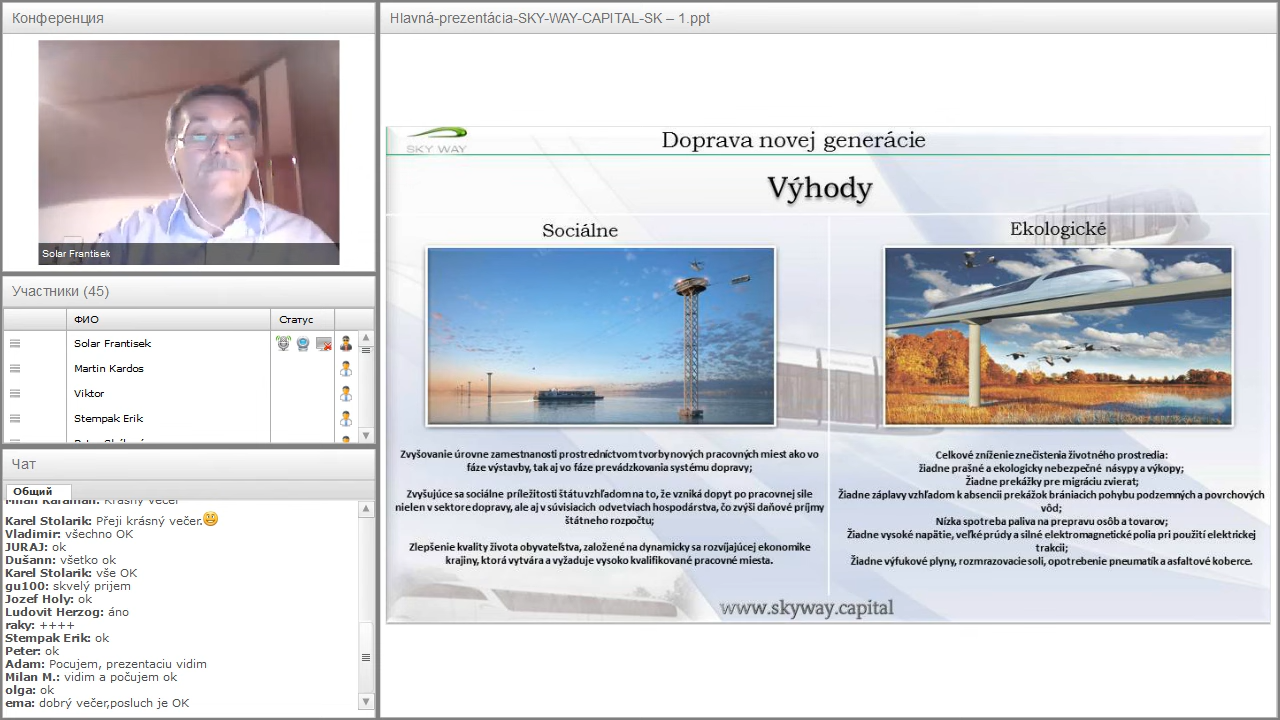 Конференция
Solar Frantisek
Участники (45)
ФИО
Статус
Solar Frantisek
Martin Kardos
Viktor
Stempak Erik
Чат
Общий
Milan Karaman: Krásny večer
Karel Stolarik: Přeji krásný večer.
Vladimir: všechno OK
JURAJ: ok
Dušann: všetko ok
Karel Stolarik: vše OK
gu100: skvelý prijem
Jozef Holy: ok
Ludovit Herzog: áno
raky: ++++
Stempak Erik: ok
Peter: ok
Adam: Pocujem, prezentaciu vidim
Milan M.: vidim a počujem ok
olga: ok
ema: dobrý večer,posluch je OK
Hlavná-prezentácia-SKY-WAY-CAPITAL-SK – 1.ppt
SKY WAY
Doprava novej generácie
Výhody
Sociálne
Zvyšovanie úrovne zamestnanosti prostredníctvom tvorby nových pracovných miest ako vo
fáze výstavby, tak aj vo fáze prevádzkovania systému dopravy;
Zvyšujúce sa sociálne príležitosti štátu vzhľadom na to, že vzniká dopyt po pracovnej sile
nielen v sektore dopravy, ale aj v súvisiacich odvetviach hospodárstva, čo zvýši daňové príjmy
štátneho rozpočtu;
Zlepšenie kvality života obyvateľstva, založené na dynamicky sa rozvíjajúcej ekonomike
krajiny, ktorá vytvára a vyžaduje vysoko kvalifikované pracovné miesta.
Ekologické
Celkové zníženie znečistenia životného prostredia:
žiadne prašné a ekologicky nebezpečné násypy a výkopy;
Žiadne prekážky pre migráciu zvierat;
Žiadne záplavy vzhľadom k absencii prekážok brániacich pohybu podzemných a povrchových
vôd;
Nízka spotreba paliva na prepravu osôb a tovarov;
Žiadne vysoké napätie, veľké prúdy a silné elektromagnetické polia pri použití elektrickej
trakcii;
Žiadne výfukové plyny, rozmrazovacie soli, opotrebenie pneumatík a asfaltové koberce.
www.skyway.capital